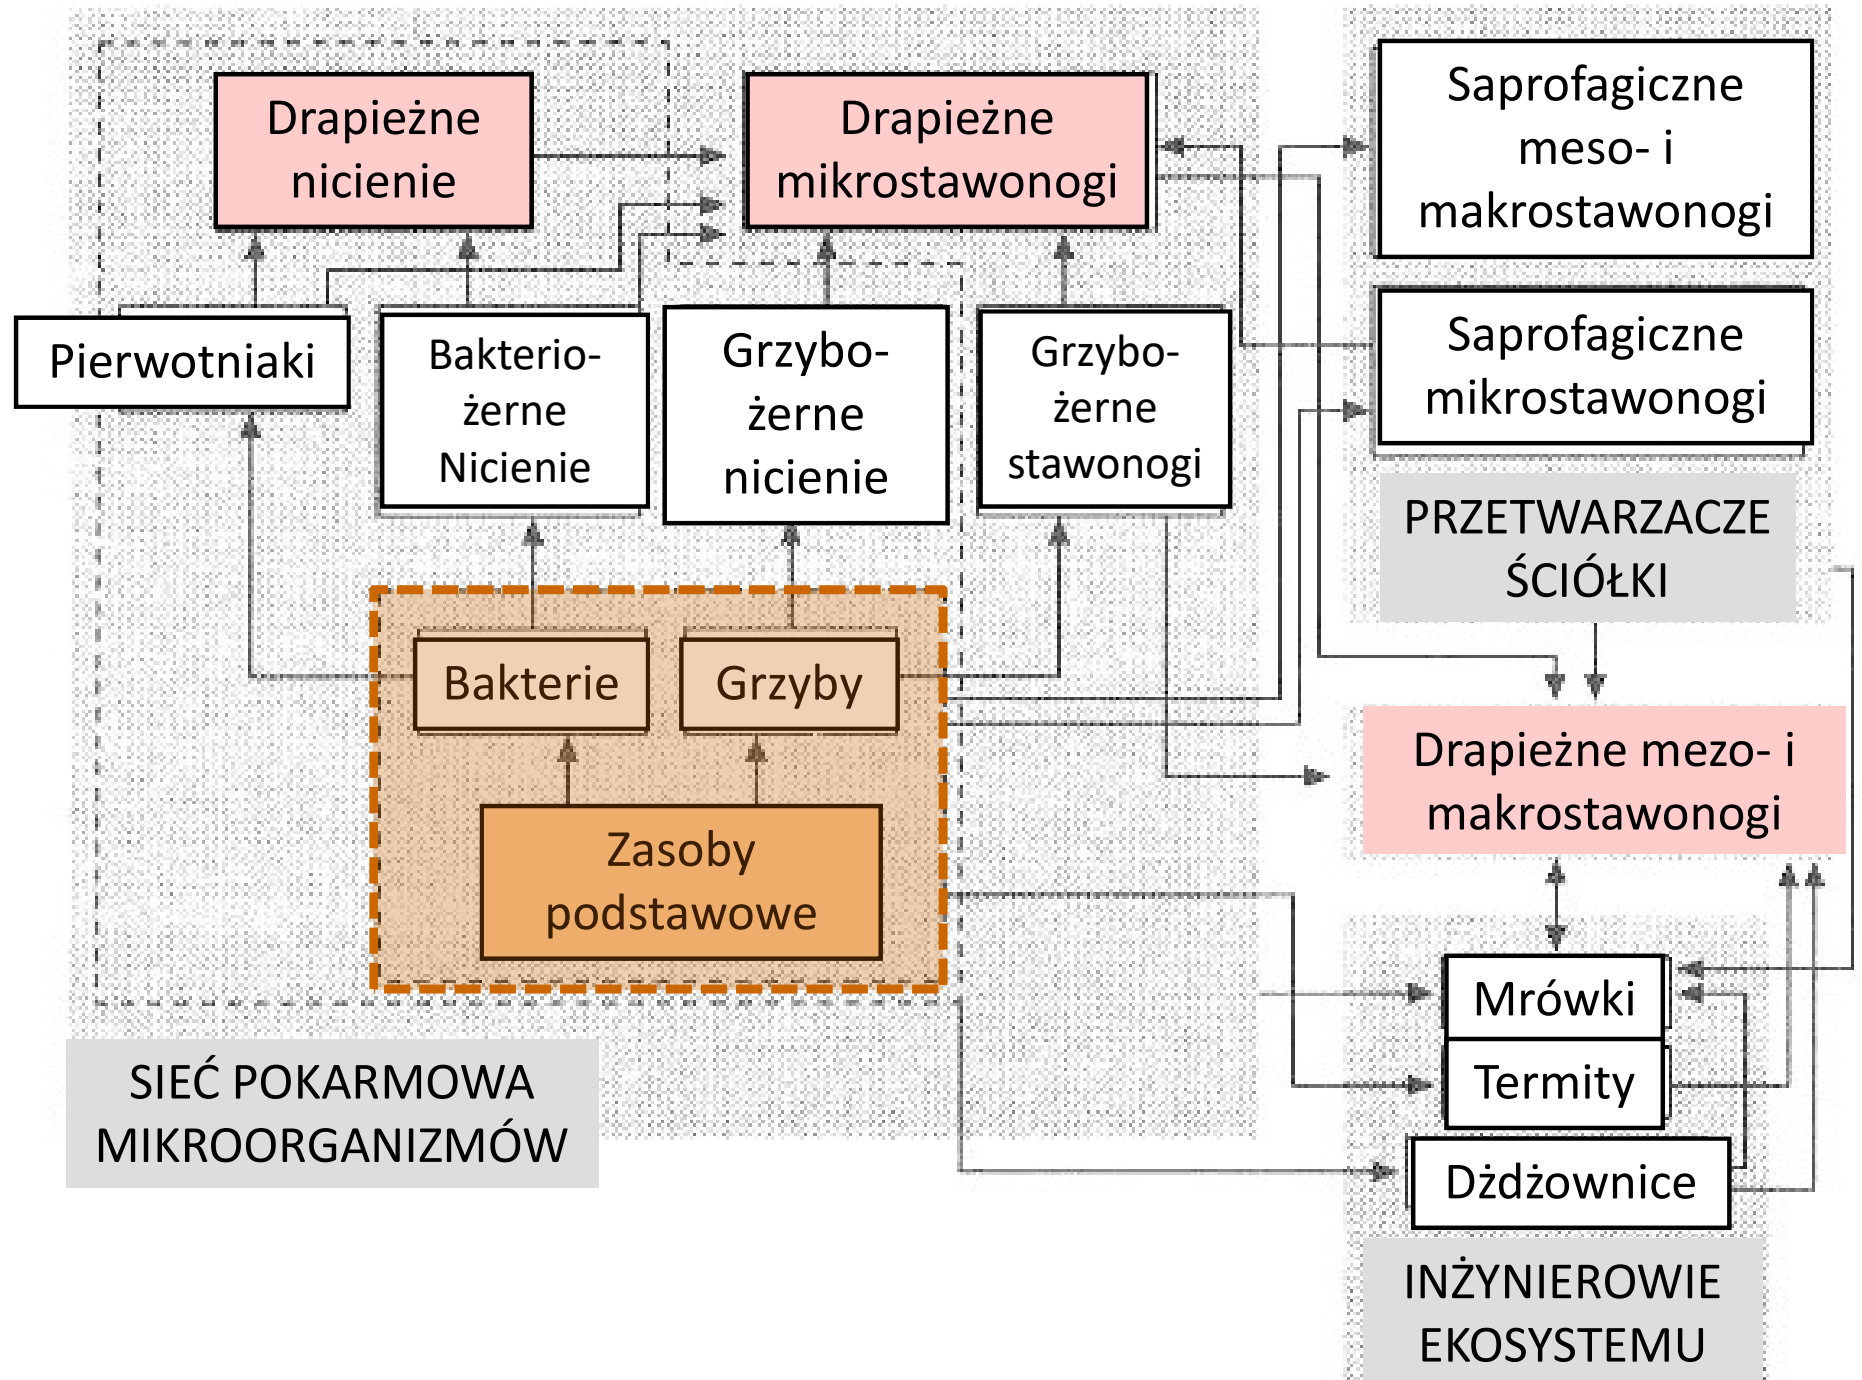 Drapieżne
nicienie
Drapieżne
mikrostawonogi
Saprofagiczne
meso- i
makrostawonogi
Pierwotniaki
Bakterio-
żerne
Nicienie
Grzybo-
żerne
nicienie
Grzybo-
żerne
stawonogi
Saprofagiczne
mikrostawonogi
PRZETWARZACZE
ŚCIÓŁKI
Bakterie
Grzyby
Zasoby
podstawowe
Drapieżne mezo- i
makrostawonogi
Mrówki
Termity
Dżdżownice
SIEĆ POKARMOWA
MIKROORGANIZMÓW
INŻYNIEROWIE
EKOSYSTEMU